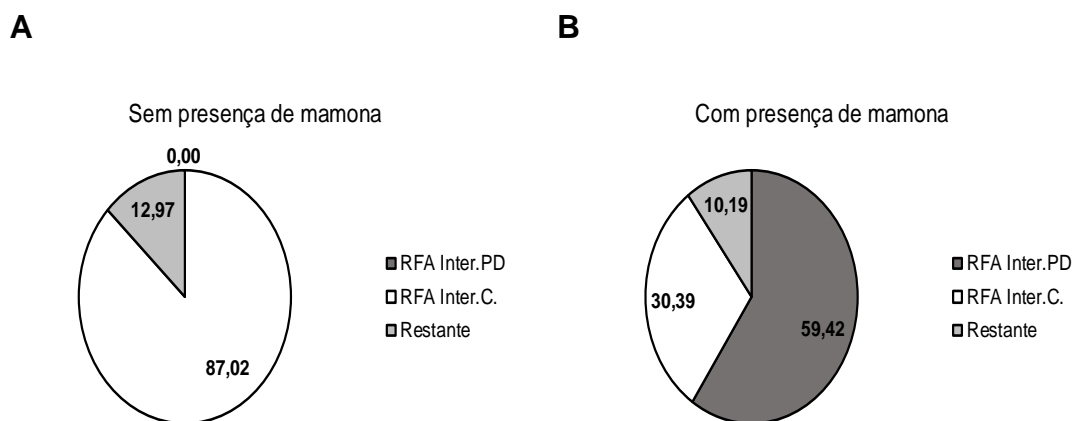 A
B
Sem presença de mamona
0,00
12,97
87,02
RFA Inter.PD
RFA Inter.C.
Restante
Com presença de mamona
10,19
30,39
59,42
RFA Inter.PD
RFA Inter.C.
Restante